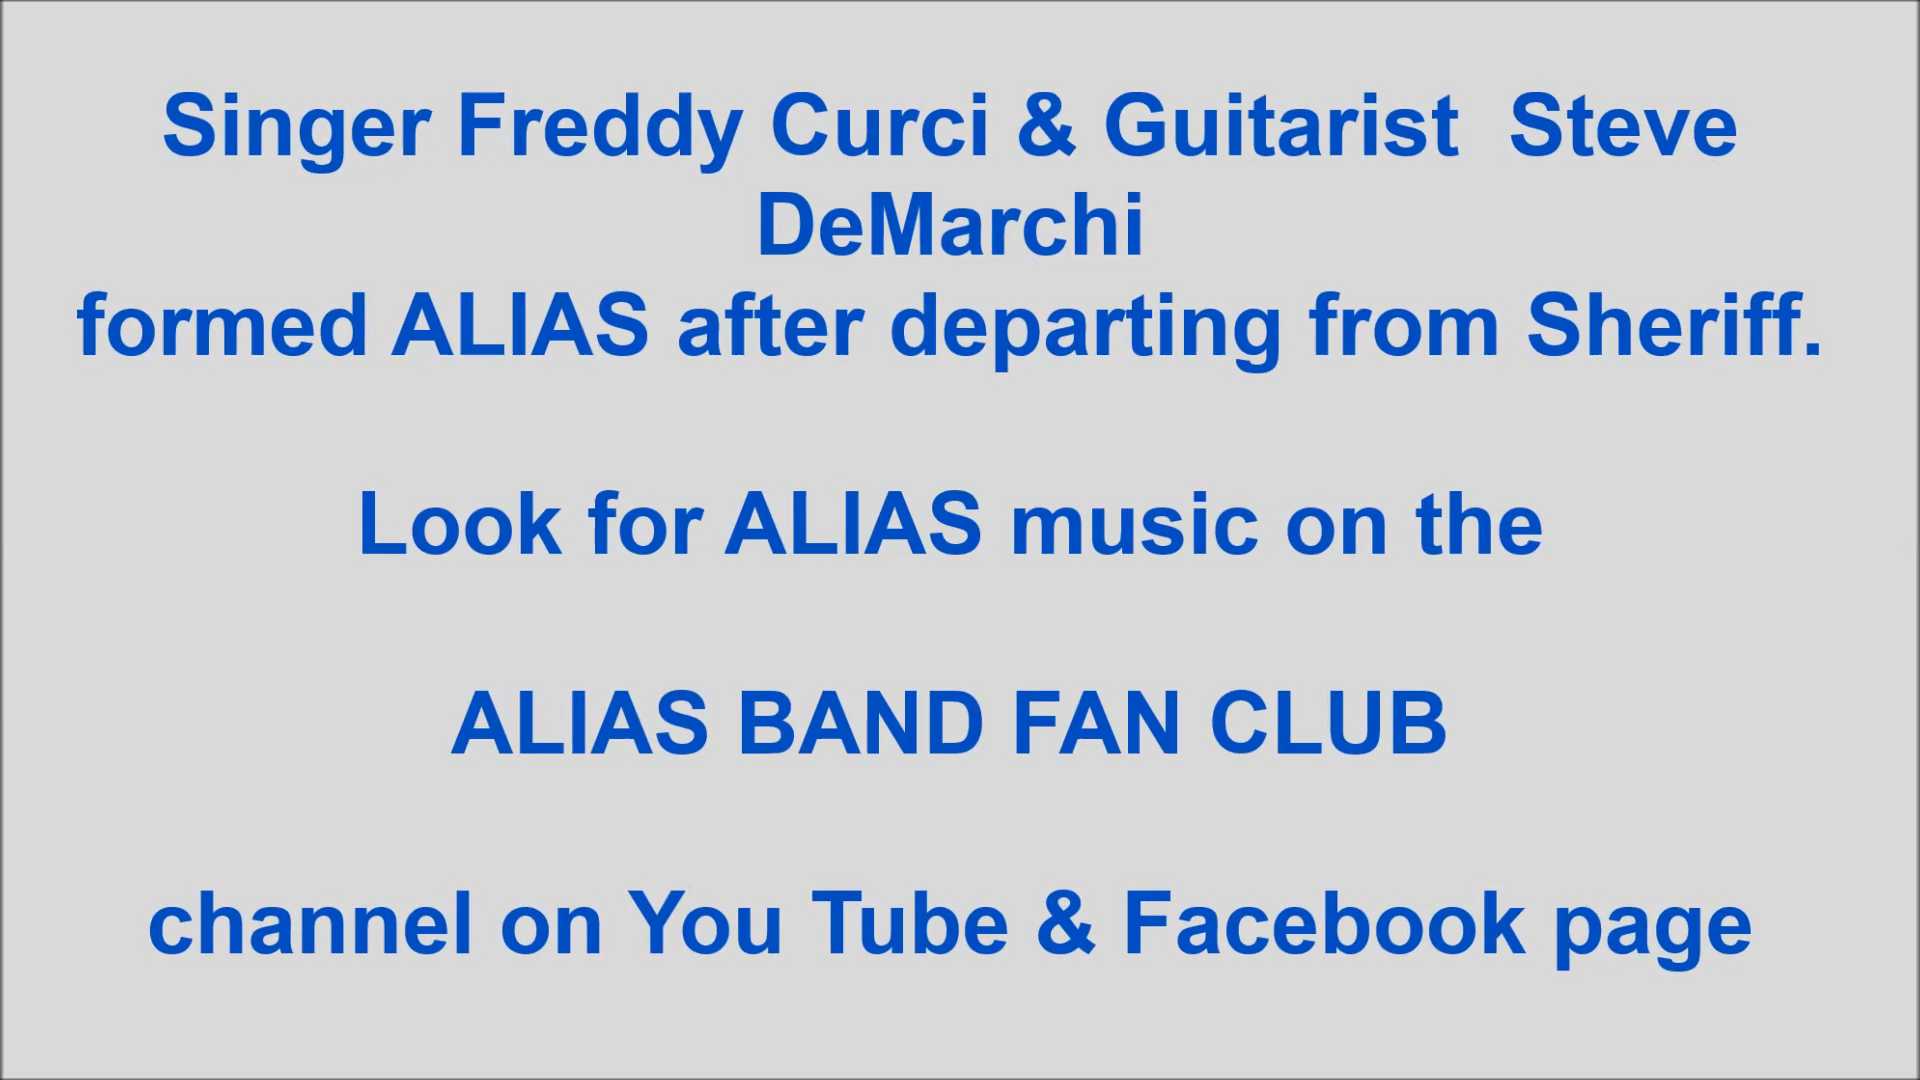 Singer Freddy Curci & Guitarist  Steve
DeMarchi
formed ALIAS after departing from Sheriff.
Look for ALIAS music on the
ALIAS BAND FAN CLUB
channel on You Tube & Facebook page